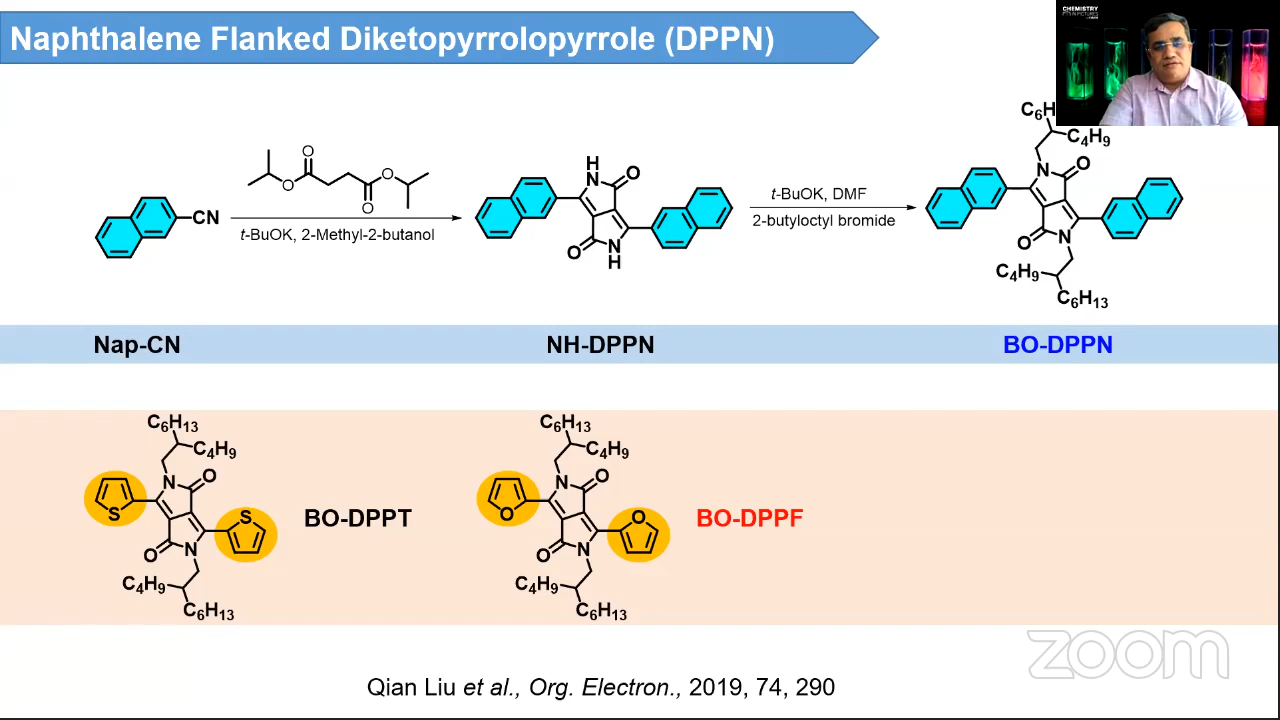 Naphthalene Flanked Diketopyrrolopyrrole (DPPN)
CHEMISTRY
IN PICTURES
O
O
O
O
CN
t-BuOK, 2-Methyl-2-butanol
H
N
O
O
N
H
t-BuOK, DMF
2-butyloctyl bromide
C6H
C4H9
N
O
O
N
C4H9
C6H13
Nap-CN
NH-DPPN
BO-DPPN
C6H13
C4H9
N
O
S
S
O
N
C4H9
C6H13
BO-DPPT
C6H13
C4H9
N
O
O
O
O
N
C4H9
C6H13
BO-DPPF
zoom
Qian Liu et al., Org. Electron., 2019, 74, 290